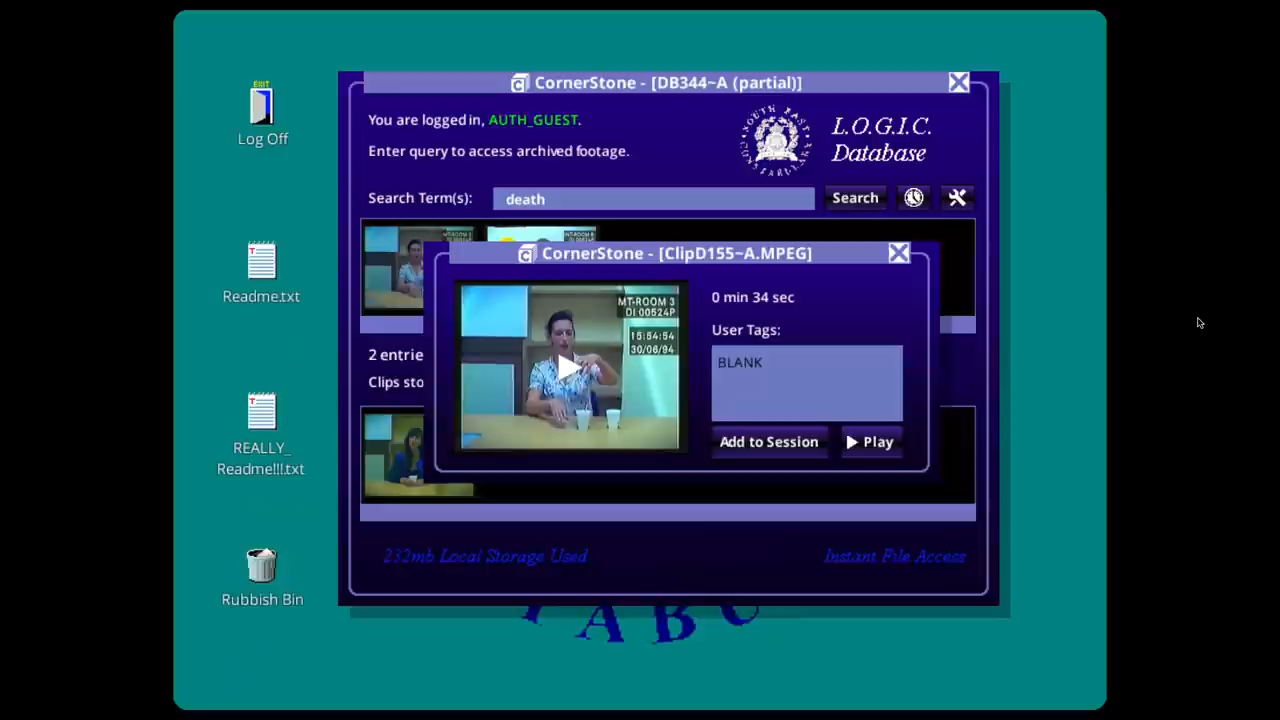 CornerStone - [DB344~A (partial)]
You are logged in, AUTH_GUEST.
Enter query to access archived footage.
L.O.G.I.C.
Database
Search Term(s):
death
Search
CornerStone - [ClipD155~A.MPEG]
MT-ROOM 3
DI 00524P
15:54:54
30/06/94
0 min 34 sec
User Tags:
BLANK
Add to Session
Play
2 entrie
Clips sto
232mb Local Storage Used
Instant File Access
EXIT
Log Off
Readme.txt
REALLY_
Readme!!!.txt
Rubbish Bin